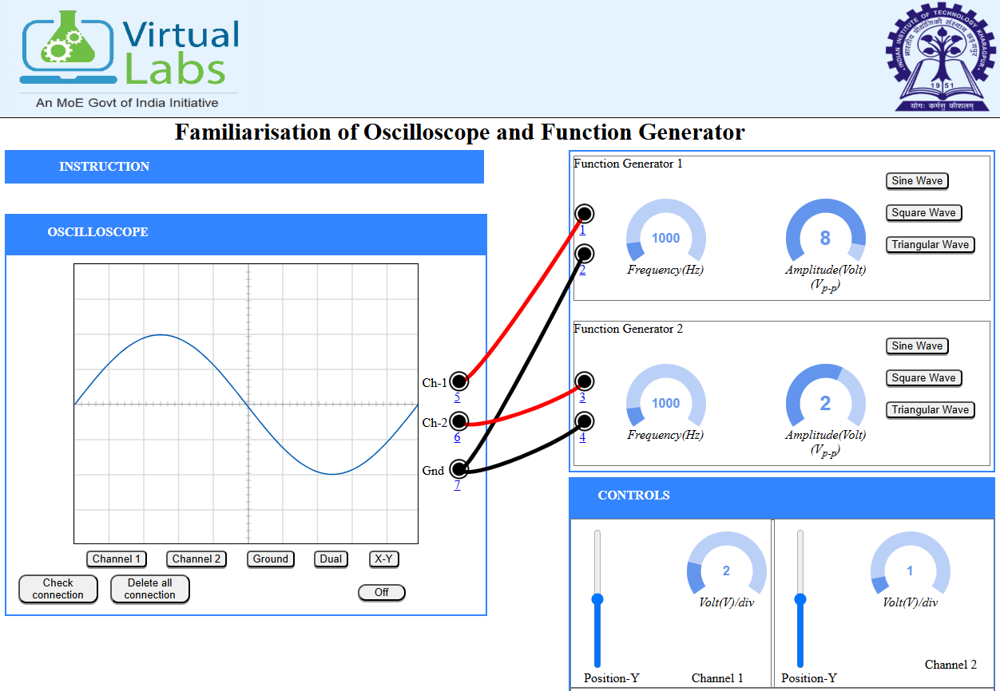 Virtual
Labs
An MoE Govt of India Initiative
INDIAN INSTITUTE OF TECHNOLOGY KHARAGPUR
भारतीय प्रौद्योगिकी संस्थान खड़गपुर
1951
योगः कर्मसु कौशलम्
Familiarisation of Oscilloscope and Function Generator
INSTRUCTION
OSCILLOSCOPE
Ch-1
5
Ch-2
6
Gnd
7
Channel 1
Channel 2
Ground
Dual
X-Y
Check
connection
Delete all
connection
Off
Function Generator 1
1
2
1000
Frequency(Hz)
8
Amplitude(Volt)
(Vp-p)
Sine Wave
Square Wave
Triangular Wave
Function Generator 2
3
4
1000
Frequency(Hz)
2
Amplitude(Volt)
(Vp-p)
Sine Wave
Square Wave
Triangular Wave
CONTROLS
2
Volt(V)/div
Position-Y
Channel 1
1
Volt(V)/div
Position-Y
Channel 2